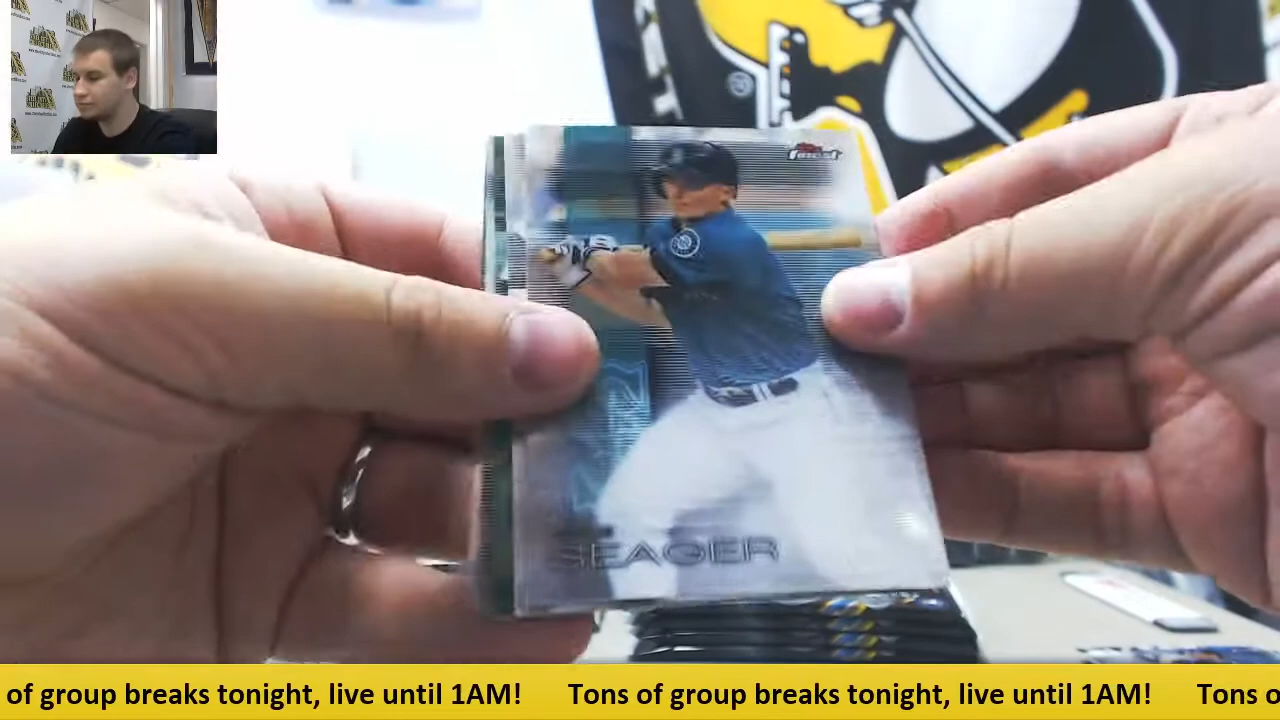 Finest
SEAGER
of group breaks tonight, live until 1AM! Tons of group breaks tonight, live until 1AM! Tons o